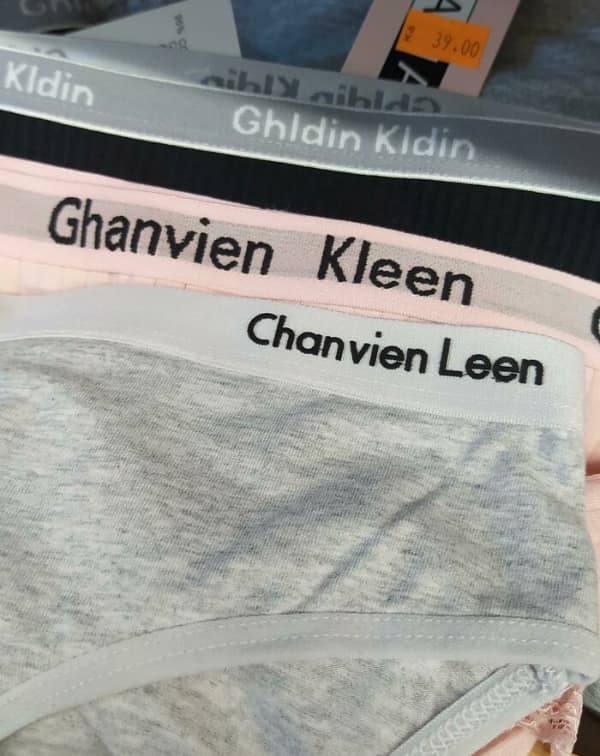 39.00
Kldin Ghldin Kldin
Ghanvien Kleen
Chanvien Leen